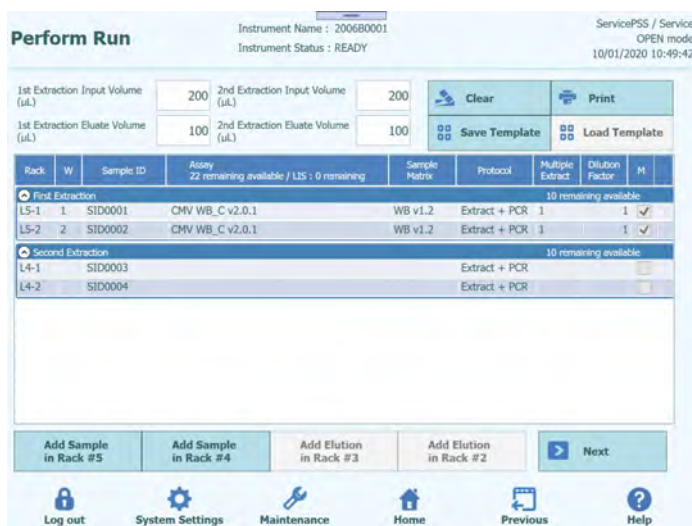 Perform Run
Instrument Name : 2006B0001
Instrument Status : READY
ServicePSS / Service
OPEN mode
10/01/2020 10:49:42
1st Extraction Input Volume (μL) 200
2nd Extraction Input Volume (μL) 200
Clear
Print
1st Extraction Eluate Volume (μL) 100
2nd Extraction Eluate Volume (μL) 100
Save Template
Load Template
Rack W Sample ID Assay 22 remaining available / LIS : 0 remaining Sample Matrix Protocol Multiple Extract Dilution Factor M
First Extraction 10 remaining available
L5-1 1 SID0001 CMV WB_C v2.0.1 WB v1.2 Extract + PCR 1 1
L5-2 2 SID0002 CMV WB_C v2.0.1 WB v1.2 Extract + PCR 1 1
Second Extraction 10 remaining available
L4-1 SID0003 Extract + PCR
L4-2 SID0004 Extract + PCR
Add Sample in Rack #5
Add Sample in Rack #4
Add Elution in Rack #3
Add Elution in Rack #2
Next
Log out
System Settings
Maintenance
Home
Previous
Help